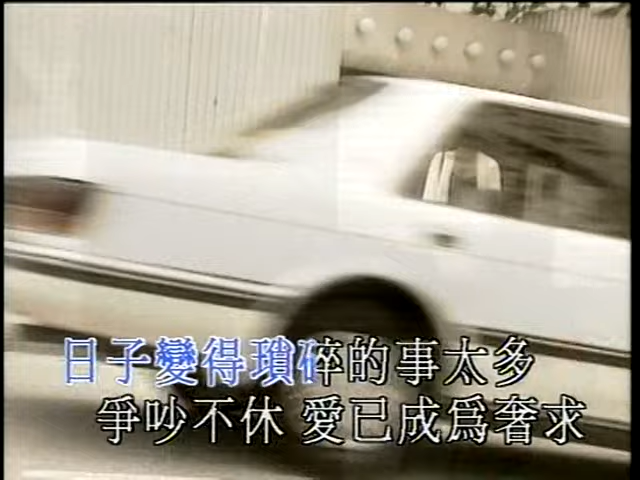 日子變得瑣碎的事太多
爭吵不休 愛已成為奢求